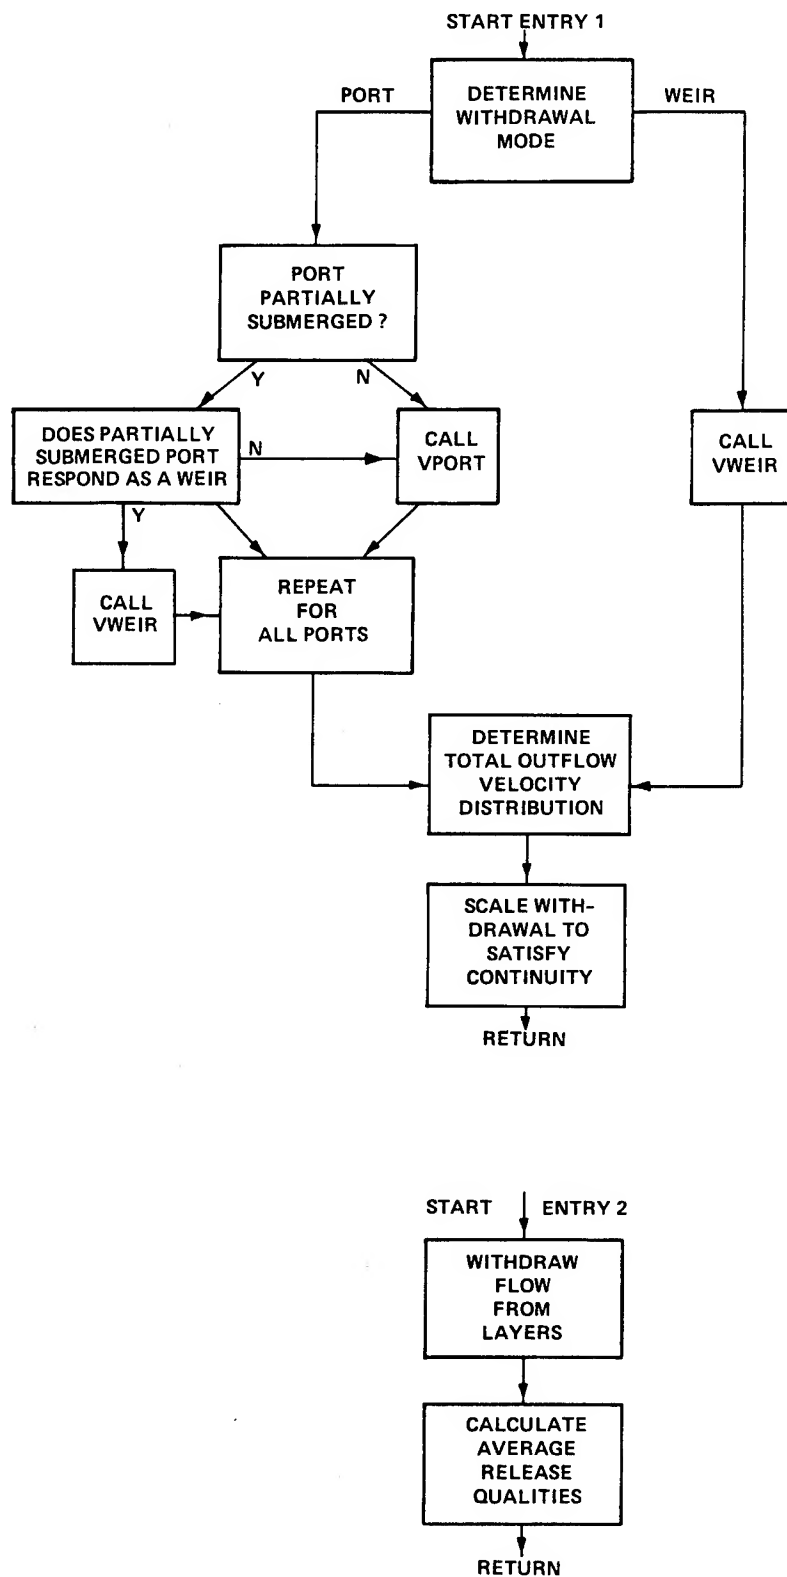 START ENTRY 1
PORT
DETERMINE
WITHDRAWAL
MODE
WEIR
PORT
PARTIALLY
SUBMERGED ?
Y
N
DOES PARTIALLY
SUBMERGED PORT
RESPOND AS A WEIR
N
CALL
VPORT
CALL
VWEIR
Y
CALL
VWEIR
REPEAT
FOR
ALL PORTS
DETERMINE
TOTAL OUTFLOW
VELOCITY
DISTRIBUTION
SCALE WITH-
DRAWAL TO
SATISFY
CONTINUITY
RETURN
START ENTRY 2
WITHDRAW
FLOW
FROM
LAYERS
CALCULATE
AVERAGE
RELEASE
QUALITIES
RETURN